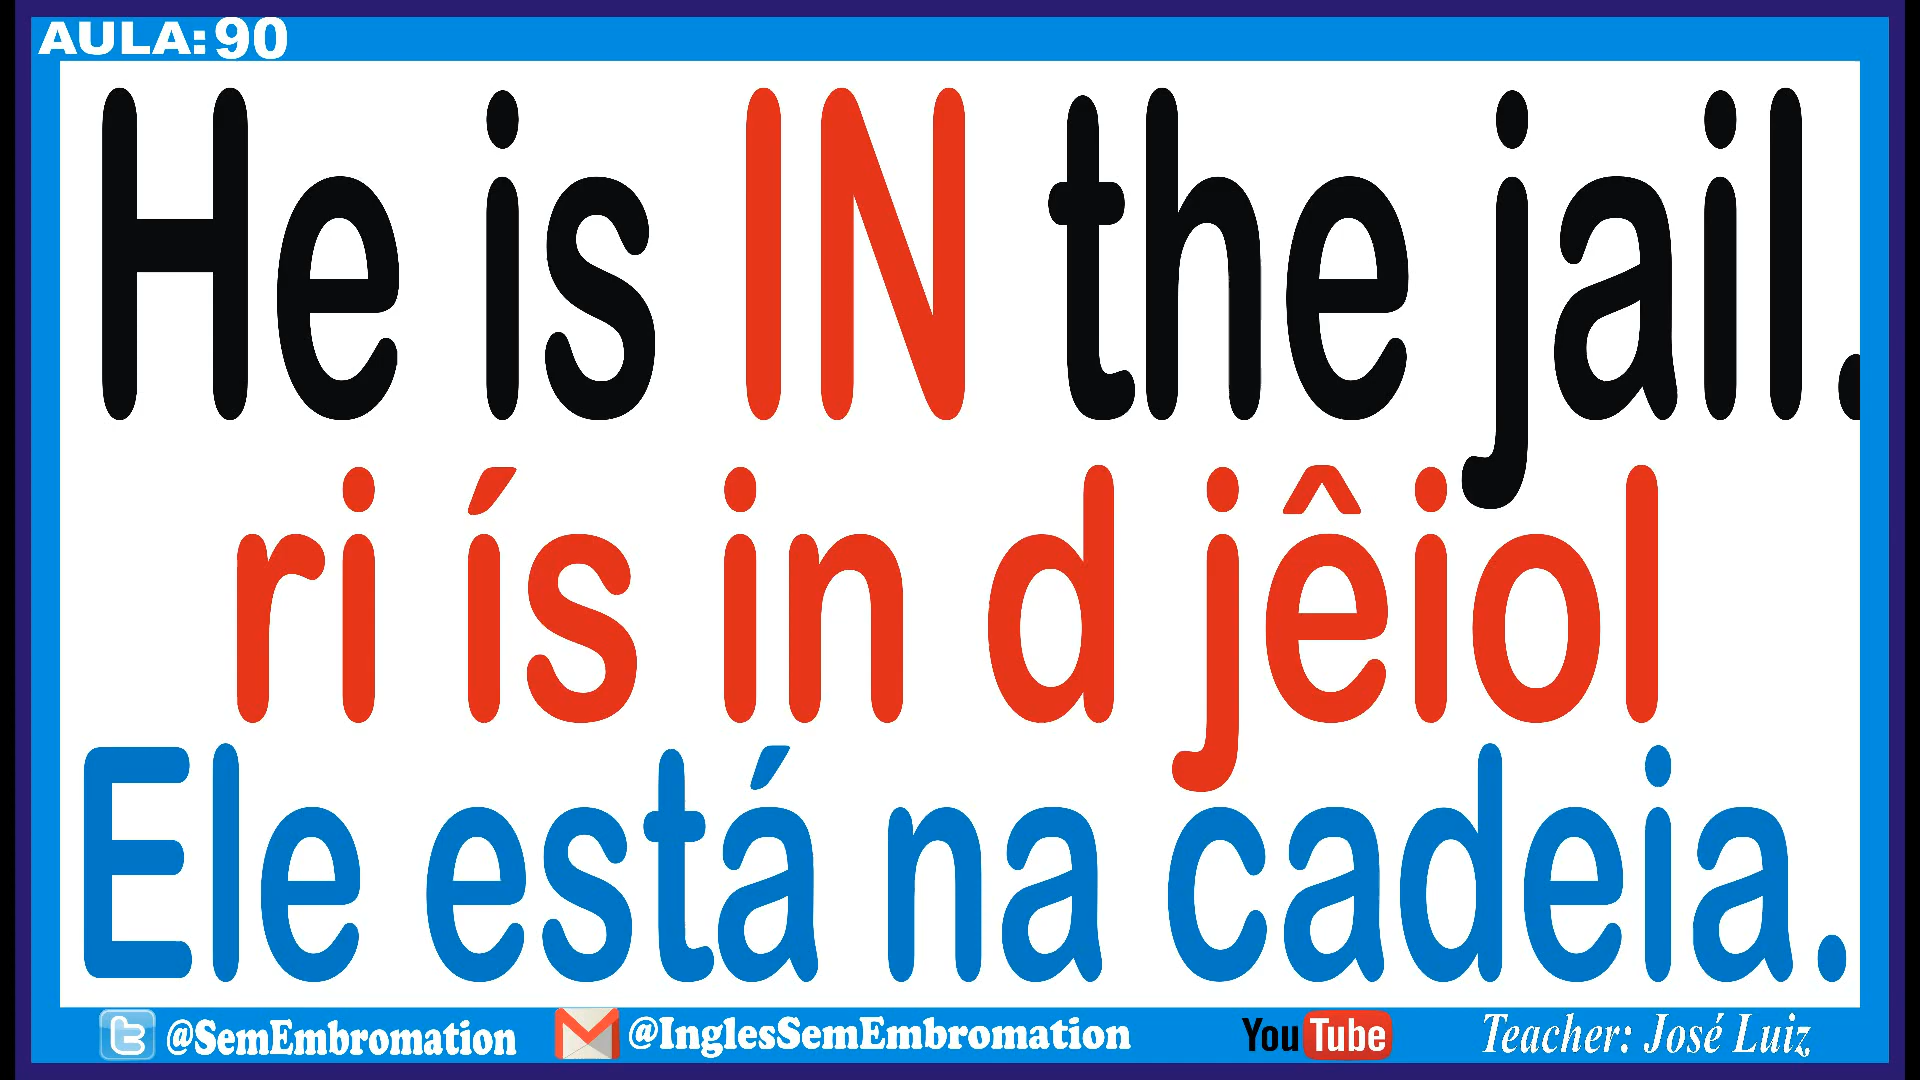 AULA: 90
He is IN the jail.
ri ís in d jêiol
Ele está na cadeia.
@SemEmbromation @InglesSemEmbromation YouTube Teacher: José Luiz